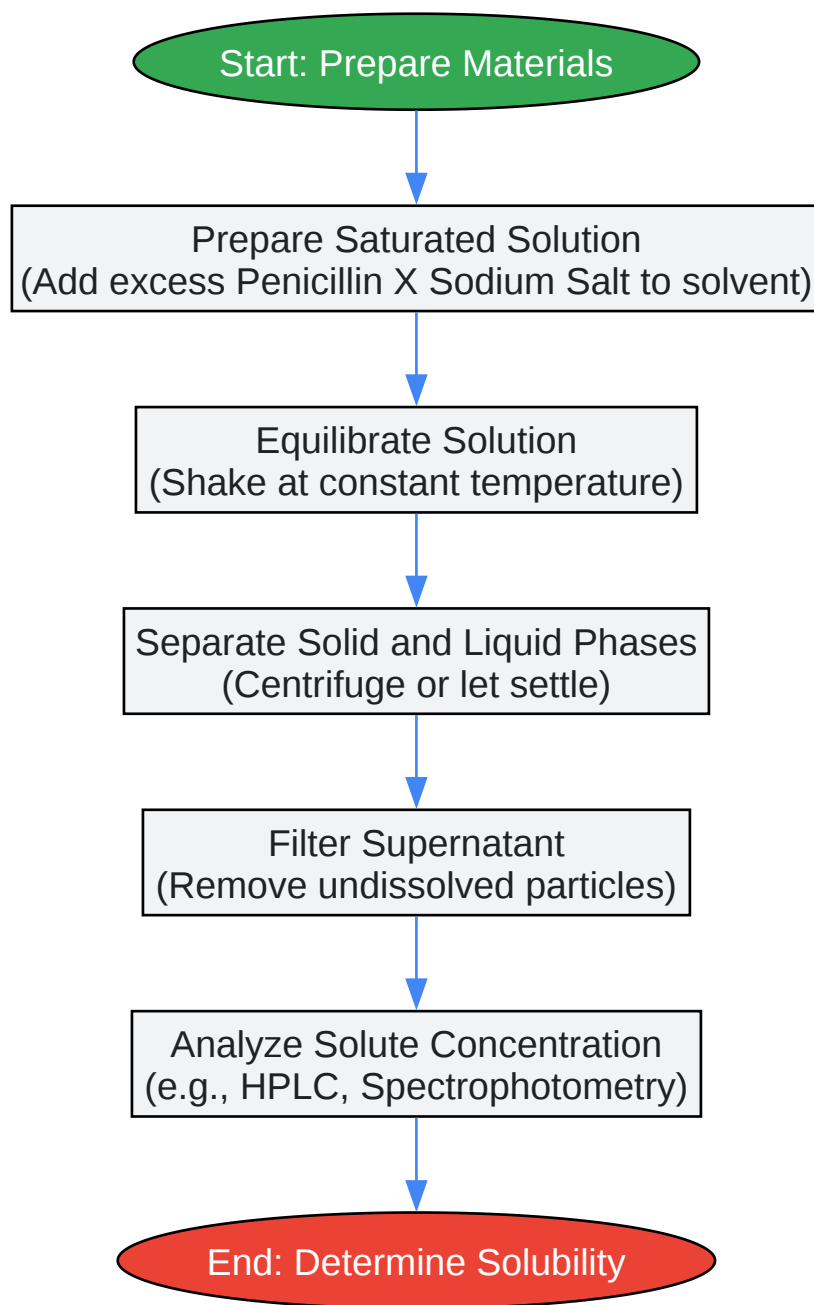 Start: Prepare Materials
Prepare Saturated Solution
(Add excess Penicillin X Sodium Salt to solvent)
Equilibrate Solution
(Shake at constant temperature)
Separate Solid and Liquid Phases
(Centrifuge or let settle)
Filter Supernatant
(Remove undissolved particles)
Analyze Solute Concentration
(e.g., HPLC, Spectrophotometry)
End: Determine Solubility